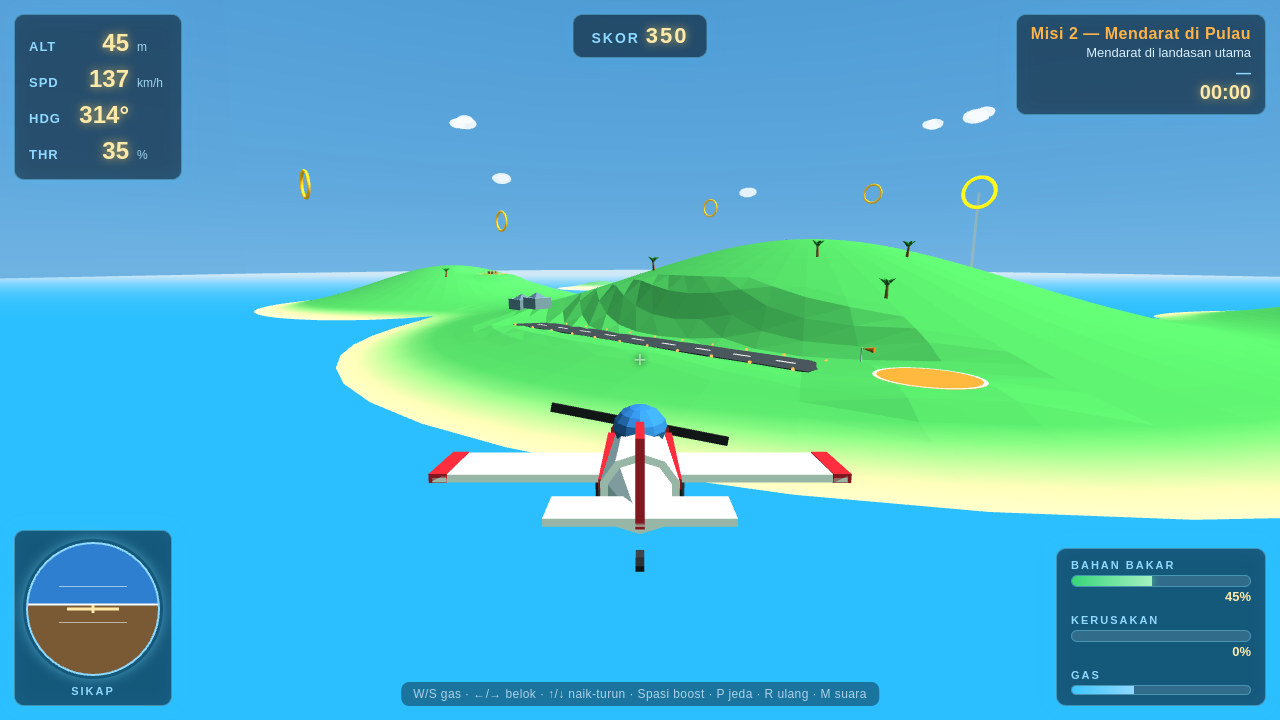 ALT 45 m
SPD 137 km/h
HDG 314°
THR 35 %
SKOR 350
Misi 2 — Mendarat di Pulau
Mendarat di landasan utama
—
00:00
SIKAP
W/S gas · ←/→ belok · ↑/↓ naik-turun · Spasi boost · P jeda · R ulang · M suara
BAHAN BAKAR
45%
KERUSAKAN
0%
GAS